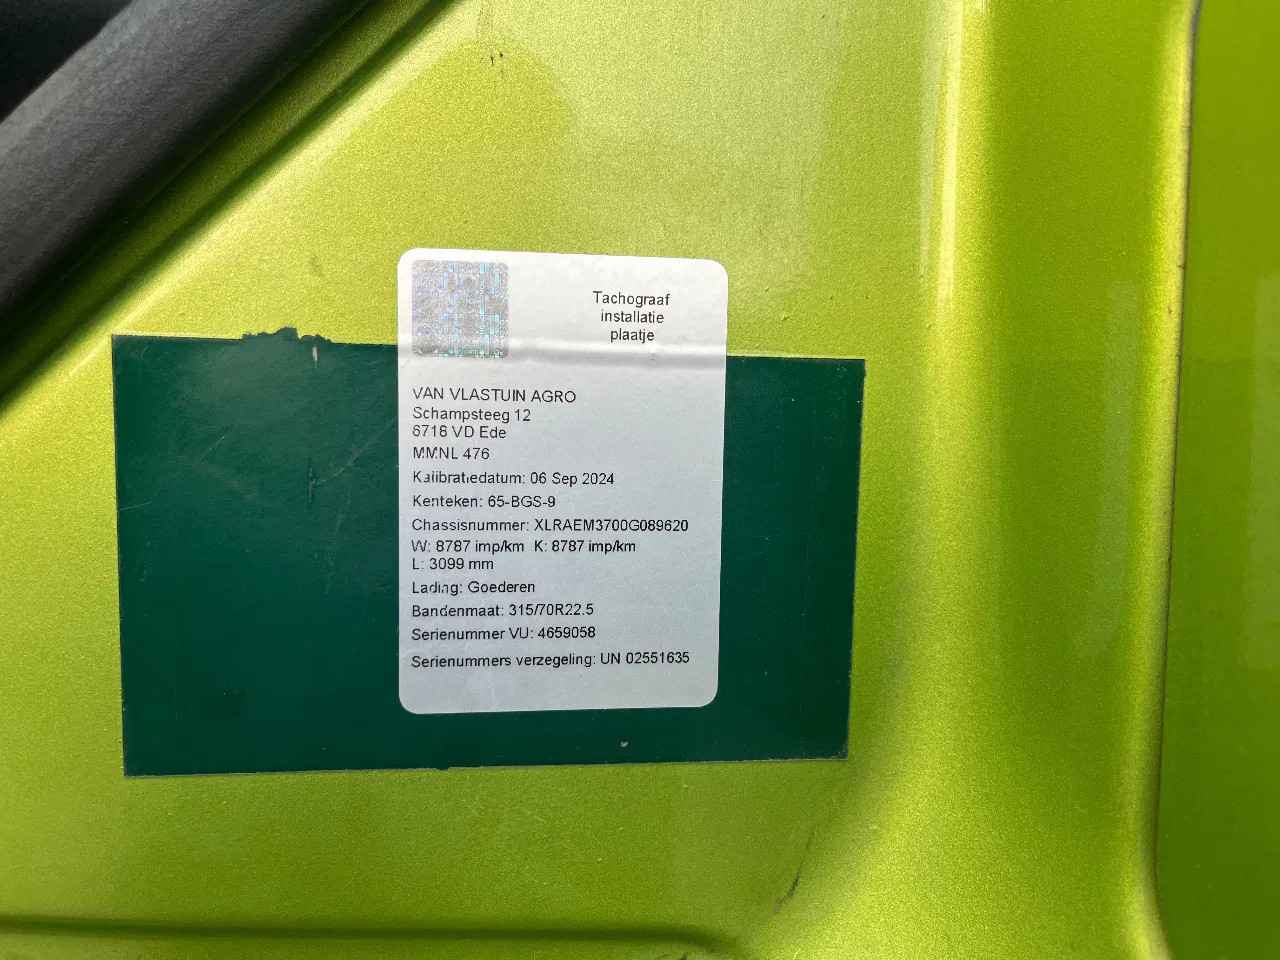 Tachograaf
installatie
plaatje
VAN VLASTUIN AGRO
Schampsteeg 12
6718 VD Ede
MMNL 476
Kalibratiedatum: 06 Sep 2024
Kenteken: 65-BGS-9
Chassisnummer: XLRAEM3700G089620
W: 8787 imp/km K: 8787 imp/km
L: 3099 mm
Lading: Goederen
Bandenmaat: 315/70R22.5
Serienummer VU: 4659058
Serienummers verzegeling: UN 02551635